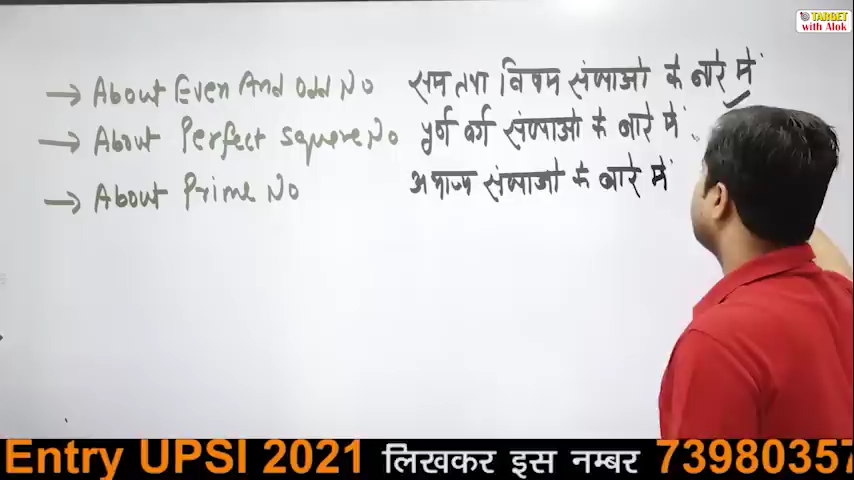 TARGET
with Alok
→ About Even And Odd No सम तथा विषम संख्याओ के बारे में
→ About Perfect square No पूर्ण वर्ग संख्याओ के बारे में
→ About Prime No अभाज्य संख्याओ के बारे में
Entry UPSI 2021 लिखकर इस नम्बर 7398035